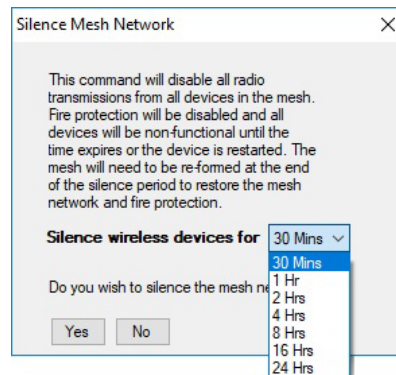 Silence Mesh Network
This command will disable all radio
transmissions from all devices in the mesh.
Fire protection will be disabled and all
devices will be non-functional until the
time expires or the device is restarted. The
mesh will need to be re-formed at the end
of the silence period to restore the mesh
network and fire protection.
Silence wireless devices for 30 Mins
30 Mins
1 Hr
Do you wish to silence the mesh ne
2 Hrs
4 Hrs
Yes No
8 Hrs
16 Hrs
24 Hrs